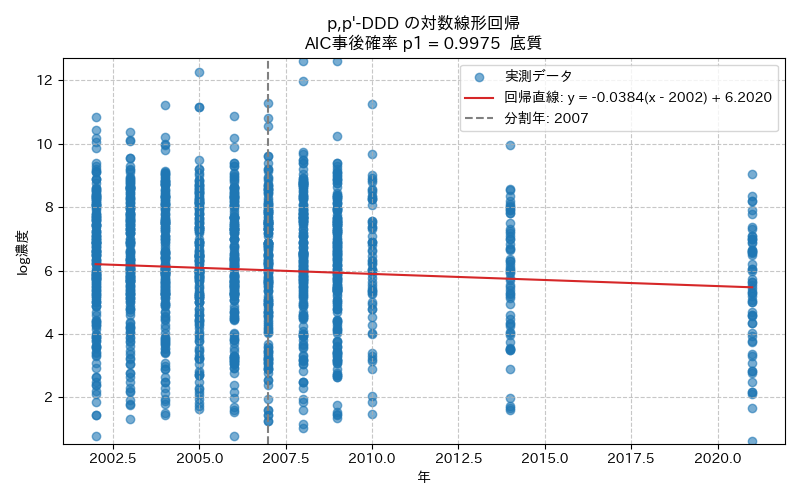 p,p'-DDD の対数線形回帰
AIC事後確率 p1 = 0.9975 底質
実測データ
回帰直線: y = -0.0384(x - 2002) + 6.2020
分割年: 2007
log濃度
12
10
8
6
4
2
2002.5 2005.0 2007.5 2010.0 2012.5 2015.0 2017.5 2020.0
年